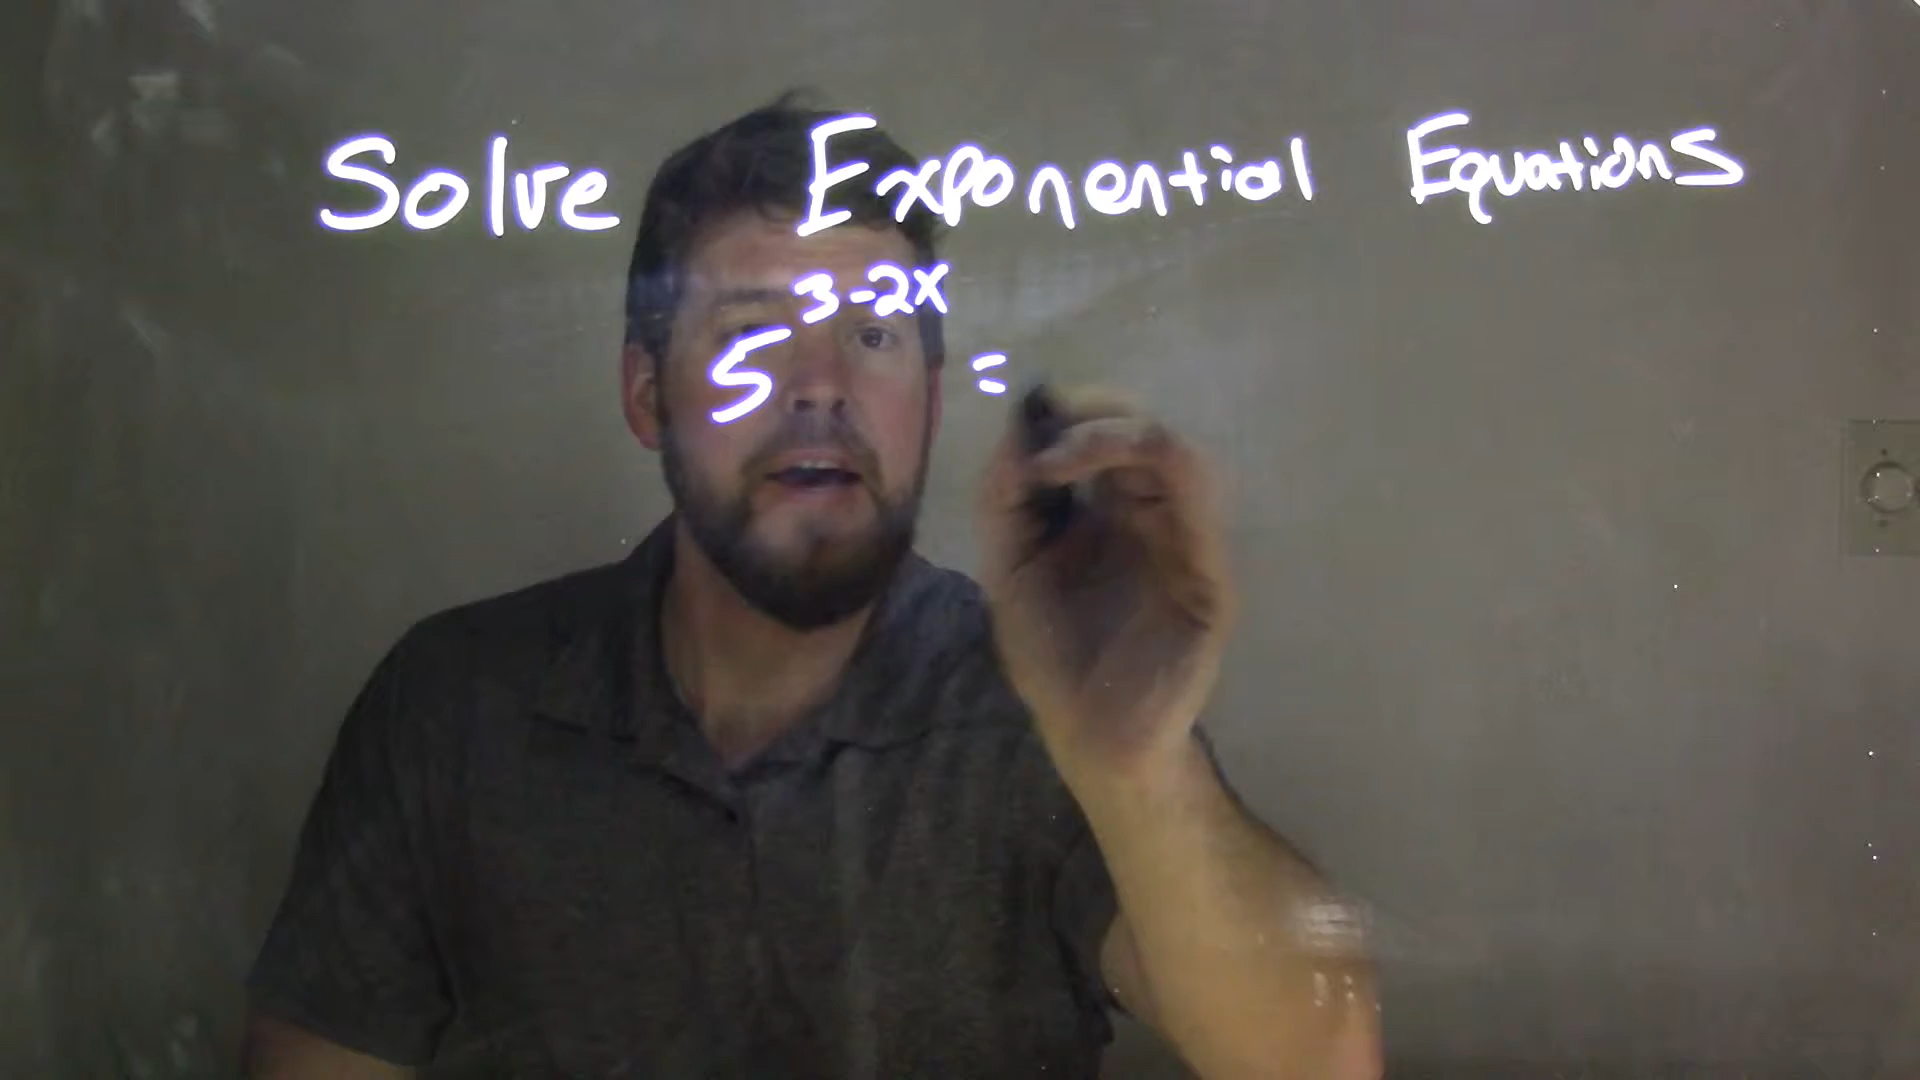 Solve Exponential Equations
5^{3-2x} =